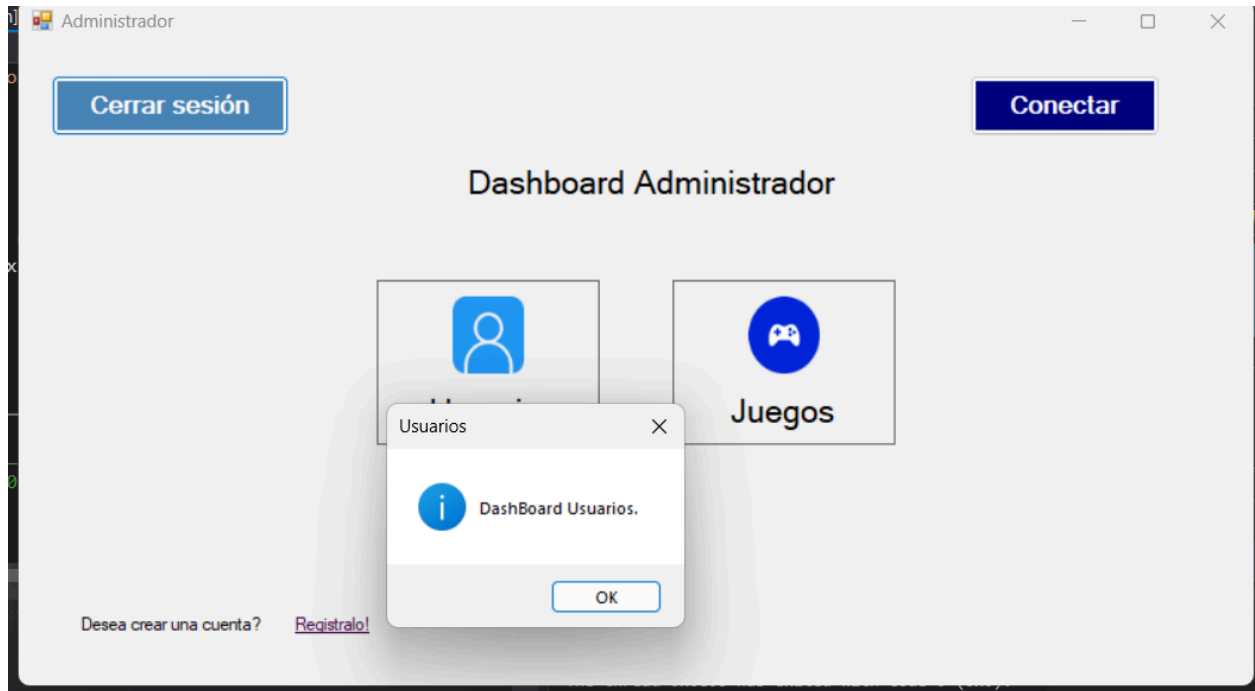 Administrador
Cerrar sesión
Conectar
Dashboard Administrador
Juegos
Usuarios
DashBoard Usuarios.
OK
Desea crear una cuenta? Registralo!